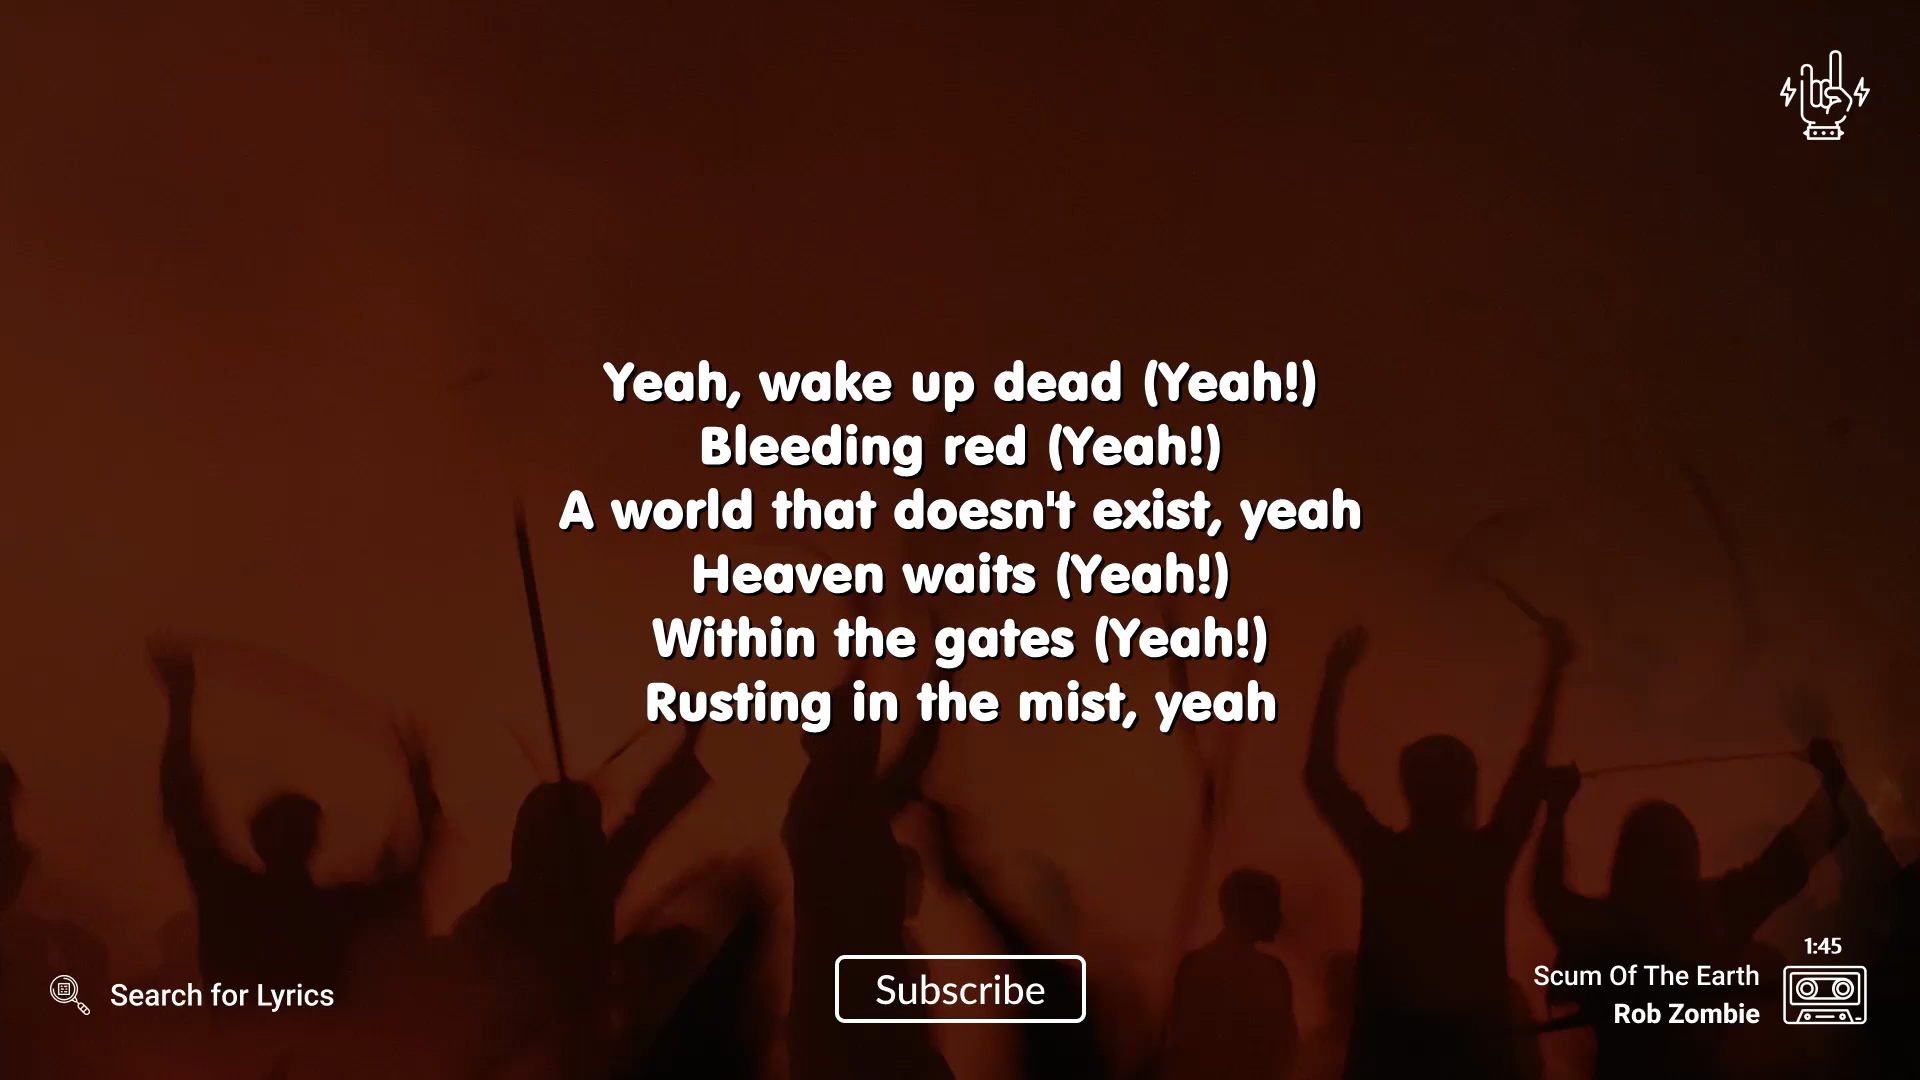 Yeah, wake up dead (Yeah!)
Bleeding red (Yeah!)
A world that doesn't exist, yeah
Heaven waits (Yeah!)
Within the gates (Yeah!)
Rusting in the mist, yeah
Search for Lyrics
Subscribe
1:45
Scum Of The Earth
Rob Zombie